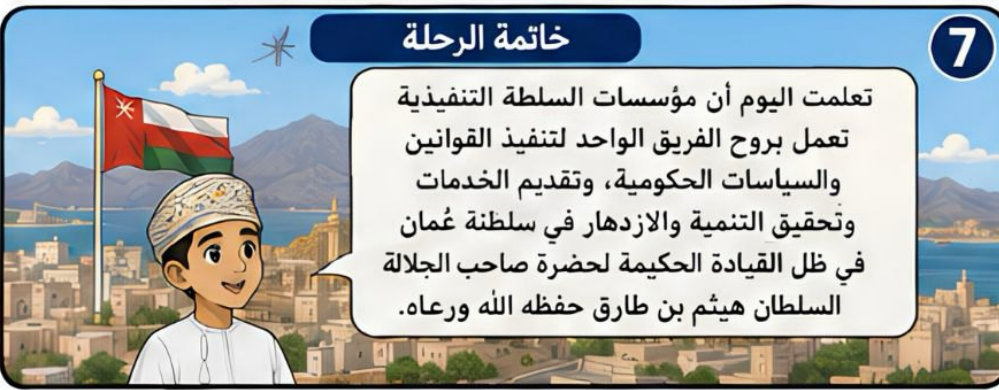 خاتمة الرحلة
7
تعلمت اليوم أن مؤسسات السلطة التنفيذية
تعمل بروح الفريق الواحد لتنفيذ القوانين
والسياسات الحكومية، وتقديم الخدمات
وتحقيق التنمية والازدهار في سلطنة عُمان
في ظل القيادة الحكيمة لحضرة صاحب الجلالة
السلطان هيثم بن طارق حفظه الله ورعاه.